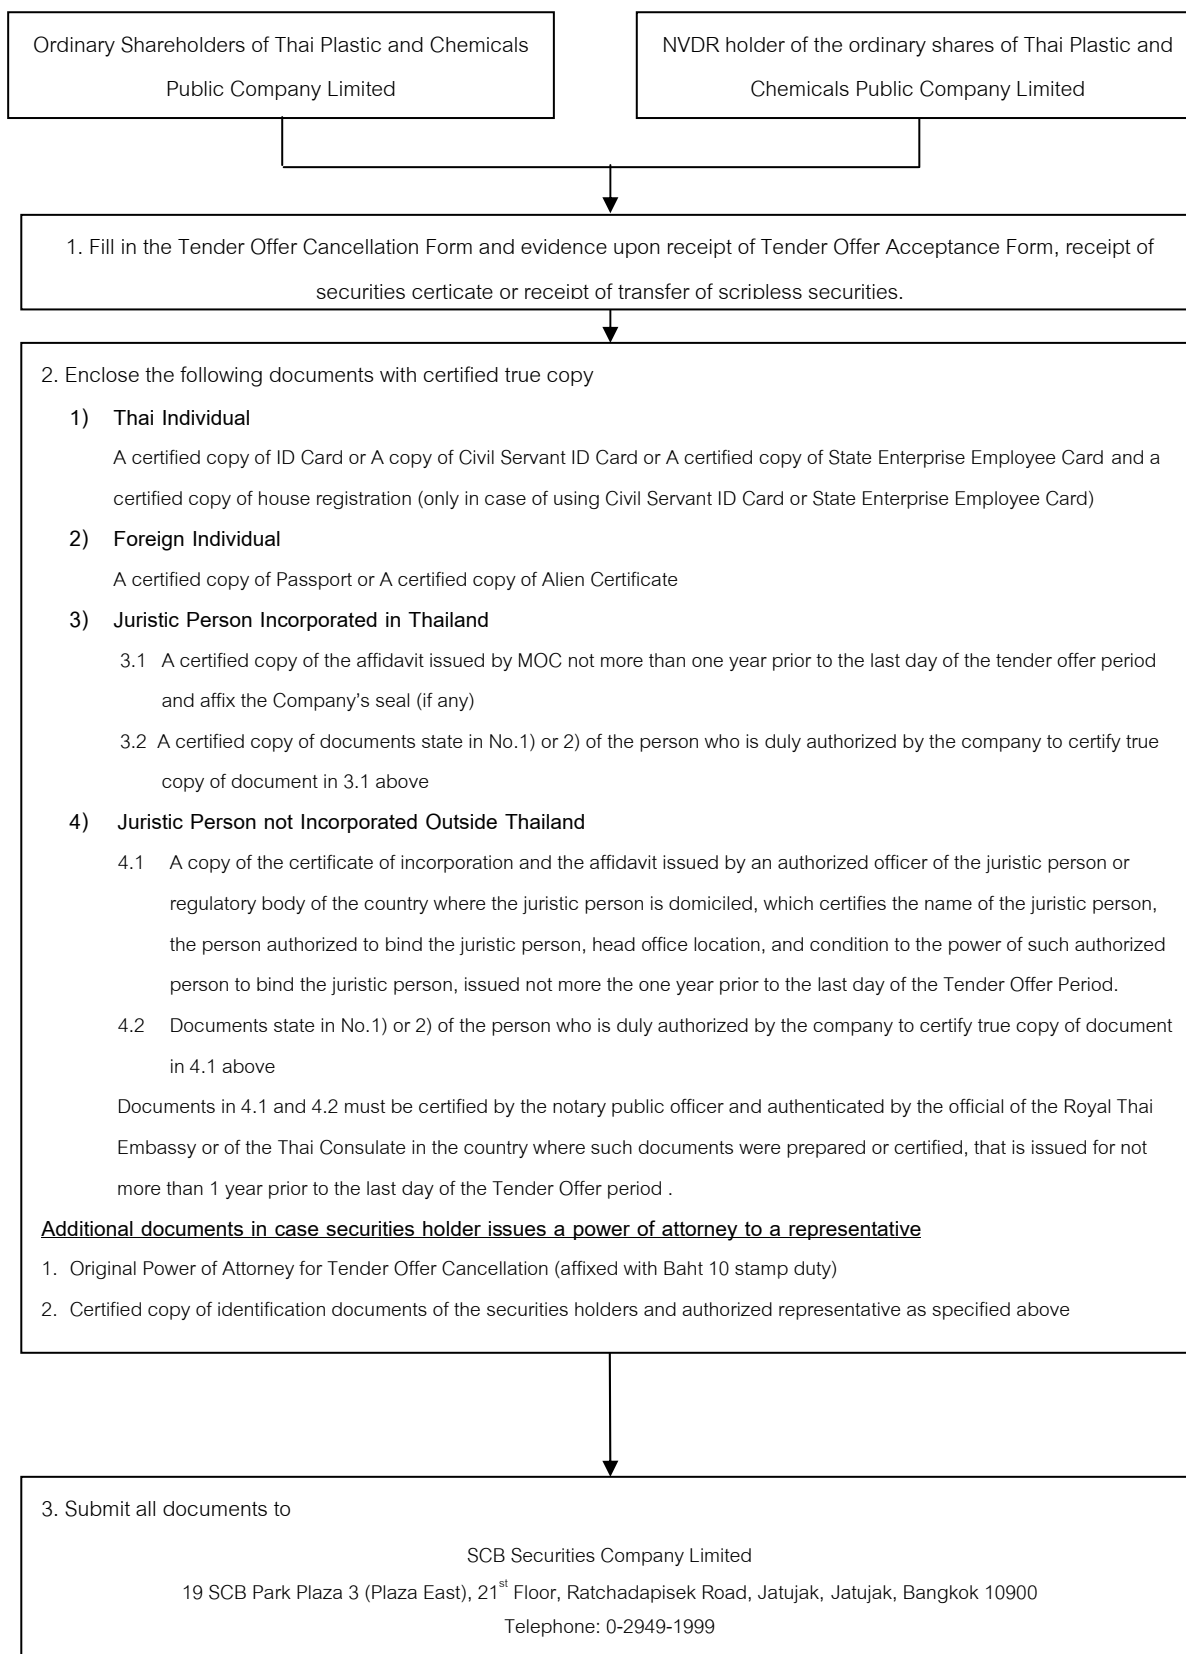 Ordinary Shareholders of Thai Plastic and Chemicals
Public Company Limited
NVDR holder of the ordinary shares of Thai Plastic and
Chemicals Public Company Limited
1. Fill in the Tender Offer Cancellation Form and evidence upon receipt of Tender Offer Acceptance Form, receipt of
securities certicate or receipt of transfer of scripless securities.
2. Enclose the following documents with certified true copy
1) Thai Individual
A certified copy of ID Card or A copy of Civil Servant ID Card or A certified copy of State Enterprise Employee Card and a
certified copy of house registration (only in case of using Civil Servant ID Card or State Enterprise Employee Card)
2) Foreign Individual
A certified copy of Passport or A certified copy of Alien Certificate
3) Juristic Person Incorporated in Thailand
3.1 A certified copy of the affidavit issued by MOC not more than one year prior to the last day of the tender offer period
and affix the Company's seal (if any)
3.2 A certified copy of documents state in No.1) or 2) of the person who is duly authorized by the company to certify true
copy of document in 3.1 above
4) Juristic Person not Incorporated Outside Thailand
4.1 A copy of the certificate of incorporation and the affidavit issued by an authorized officer of the juristic person or
regulatory body of the country where the juristic person is domiciled, which certifies the name of the juristic person,
the person authorized to bind the juristic person, head office location, and condition to the power of such authorized
person to bind the juristic person, issued not more the one year prior to the last day of the Tender Offer Period.
4.2 Documents state in No.1) or 2) of the person who is duly authorized by the company to certify true copy of document
in 4.1 above
Documents in 4.1 and 4.2 must be certified by the notary public officer and authenticated by the official of the Royal Thai
Embassy or of the Thai Consulate in the country where such documents were prepared or certified, that is issued for not
more than 1 year prior to the last day of the Tender Offer period .
Additional documents in case securities holder issues a power of attorney to a representative
1. Original Power of Attorney for Tender Offer Cancellation (affixed with Baht 10 stamp duty)
2. Certified copy of identification documents of the securities holders and authorized representative as specified above
3. Submit all documents to
SCB Securities Company Limited
19 SCB Park Plaza 3 (Plaza East), 21st Floor, Ratchadapisek Road, Jatujak, Jatujak, Bangkok 10900
Telephone: 0-2949-1999